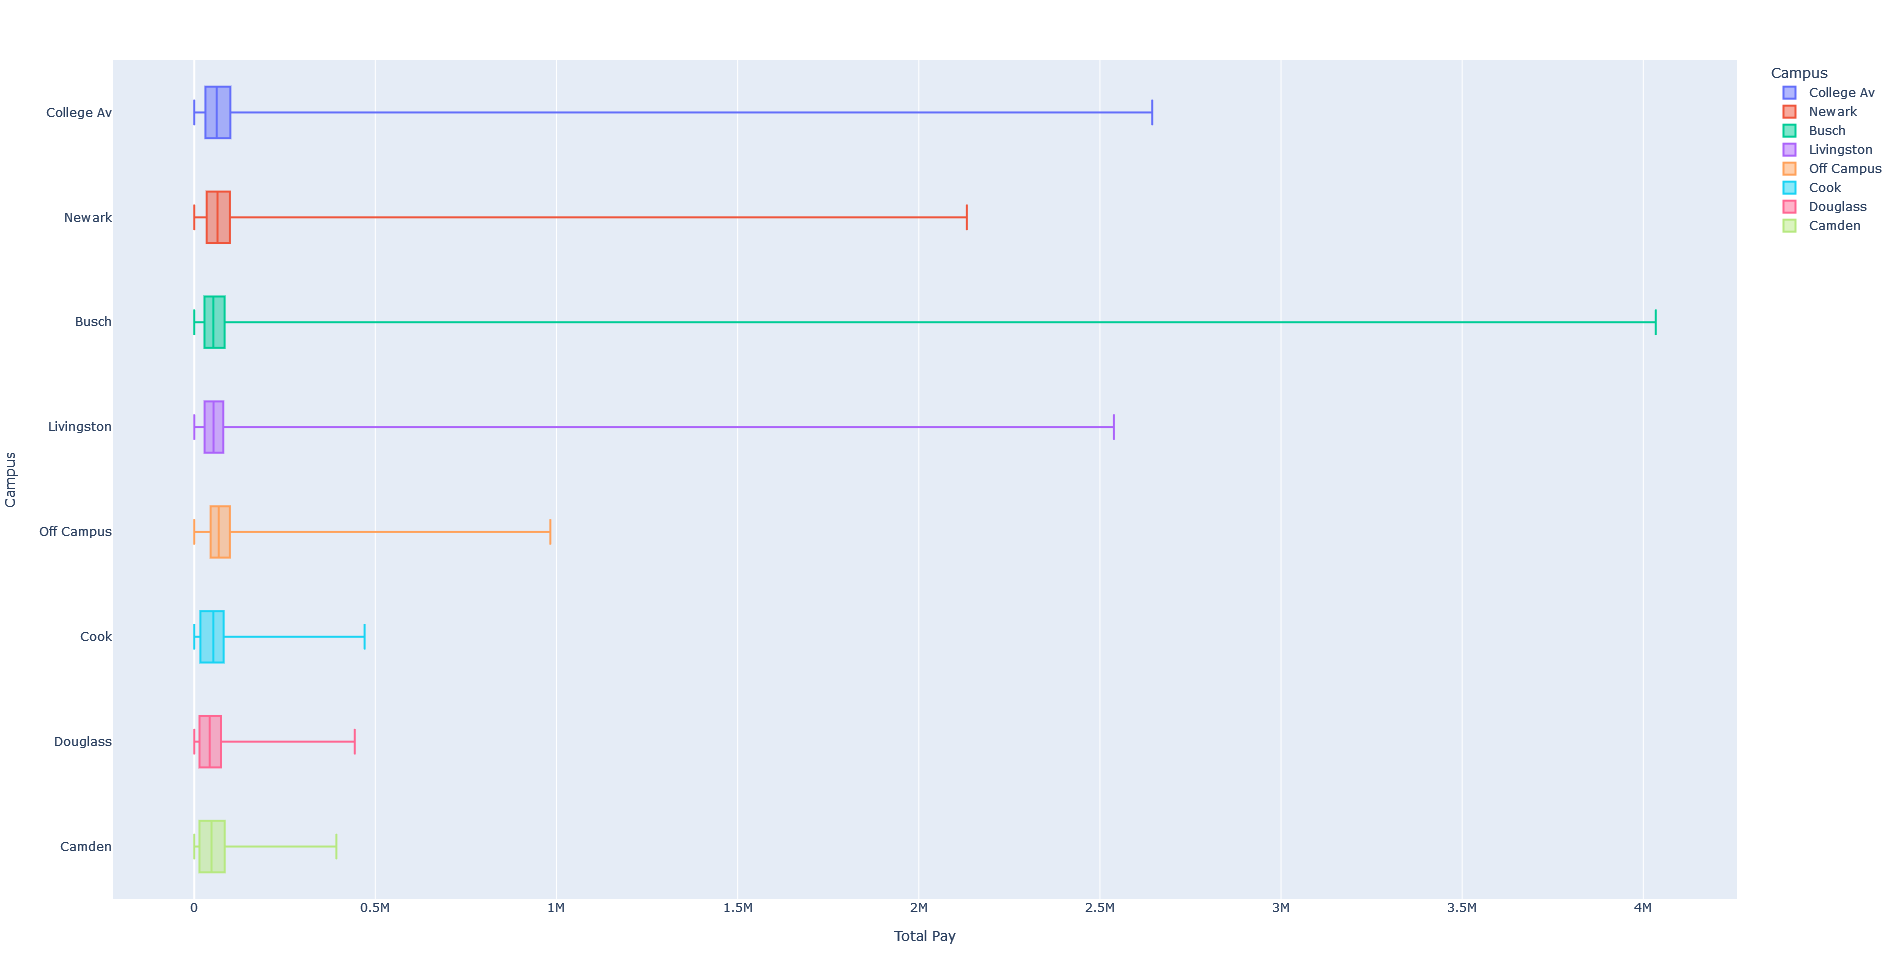 College Av
Newark
Busch
Livingston
Off Campus
Cook
Douglass
Camden
Campus
0 0.5M 1M 1.5M 2M 2.5M 3M 3.5M 4M
Total Pay
Campus
College Av
Newark
Busch
Livingston
Off Campus
Cook
Douglass
Camden